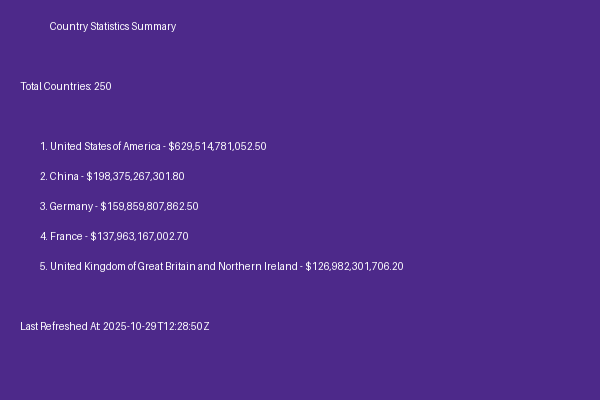 Country Statistics Summary
Total Countries: 250
1. United States of America - $629,514,781,052.50
2. China - $198,375,267,301.80
3. Germany - $159,859,807,862.50
4. France - $137,963,167,002.70
5. United Kingdom of Great Britain and Northern Ireland - $126,982,301,706.20
Last Refreshed At: 2025-10-29T12:28:50Z